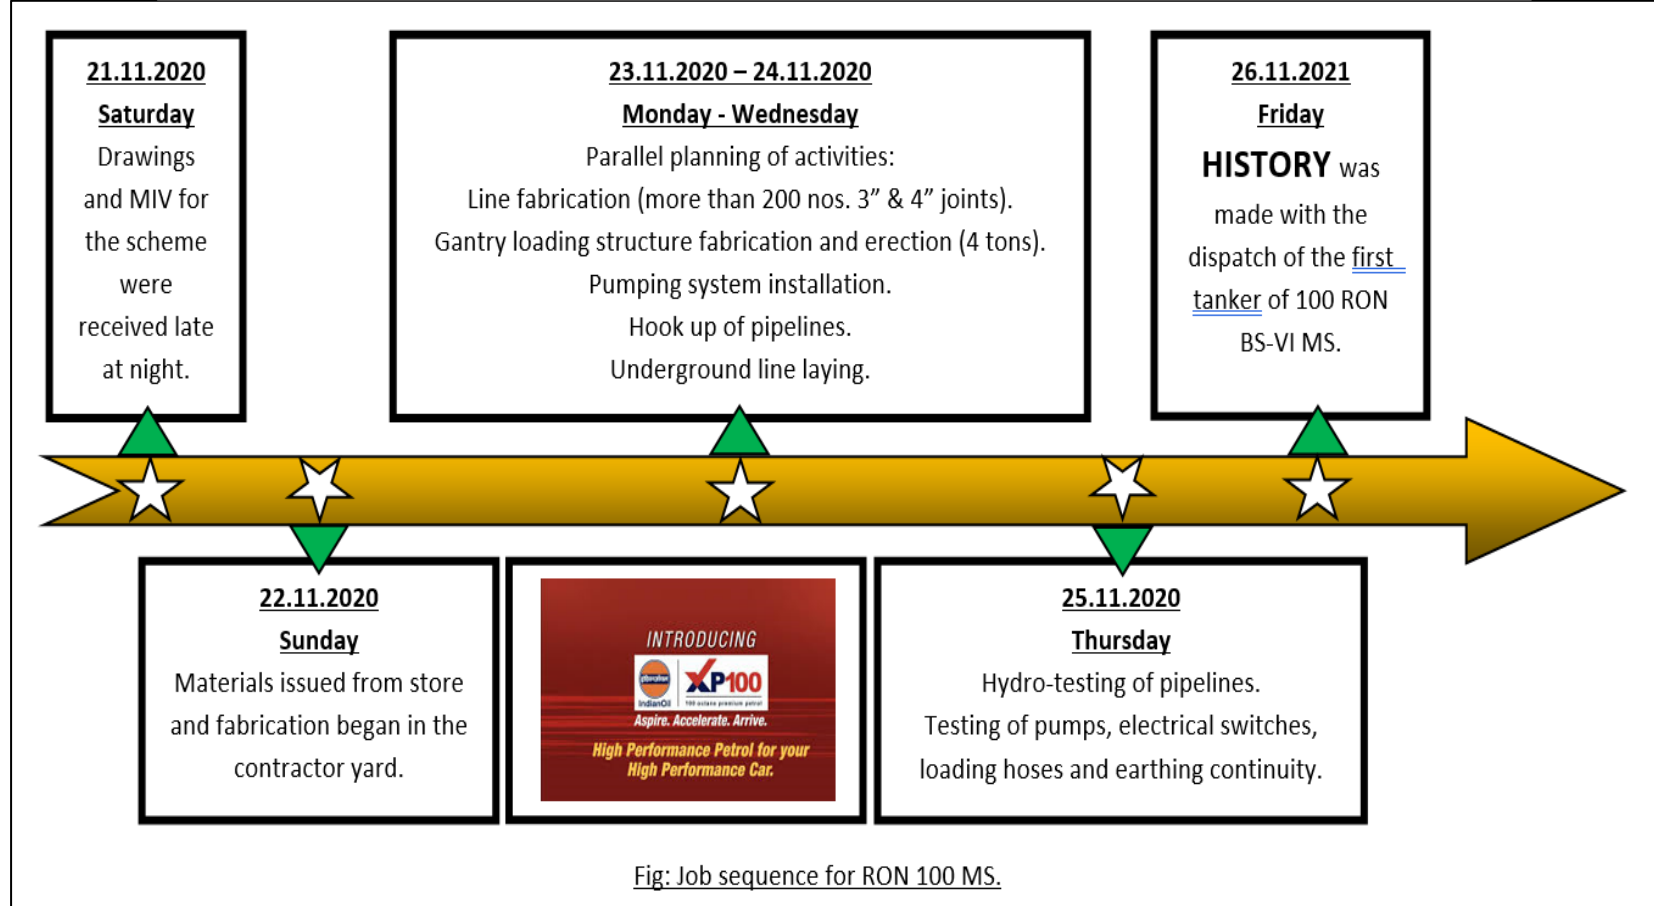 21.11.2020
Saturday
Drawings
and MIV for
the scheme
were
received late
at night.
23.11.2020 – 24.11.2020
Monday - Wednesday
Parallel planning of activities:
Line fabrication (more than 200 nos. 3” & 4” joints).
Gantry loading structure fabrication and erection (4 tons).
Pumping system installation.
Hook up of pipelines.
Underground line laying.
26.11.2021
Friday
HISTORY was
made with the
dispatch of the first
tanker of 100 RON
BS-VI MS.
22.11.2020
Sunday
Materials issued from store
and fabrication began in the
contractor yard.
INTRODUCING
इंडियनऑयल
IndianOil
XP100
100 octane premium petrol
Aspire. Accelerate. Arrive.
High Performance Petrol for your
High Performance Car.
25.11.2020
Thursday
Hydro-testing of pipelines.
Testing of pumps, electrical switches,
loading hoses and earthing continuity.
Fig: Job sequence for RON 100 MS.